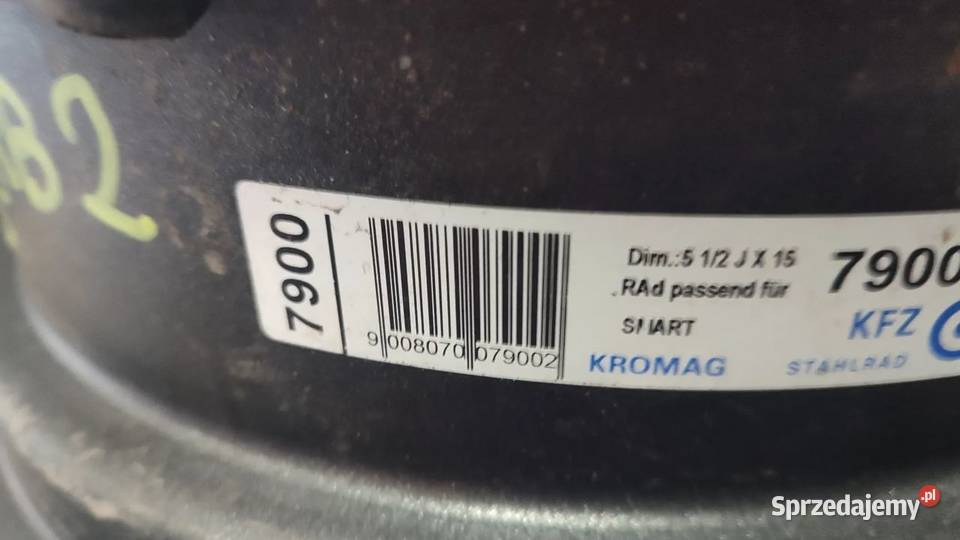 82
7900
9 008070 079002
Dim.:5 1/2 J X 15
RAd passend für
SMART
7900
KFZ
KROMAG
STAHLRAD
Sprzedajemy.pl